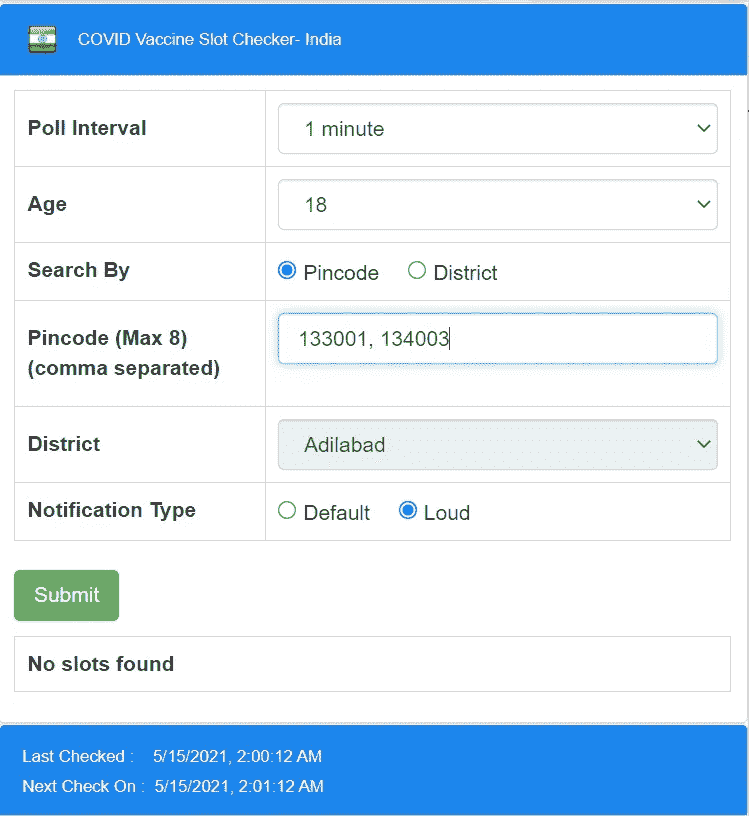 COVID Vaccine Slot Checker- India
Poll Interval
1 minute
Age
18
Search By
Pincode District
Pincode (Max 8)
(comma separated)
133001, 134003
District
Adilabad
Notification Type
Default Loud
Submit
No slots found
Last Checked : 5/15/2021, 2:00:12 AM
Next Check On : 5/15/2021, 2:01:12 AM